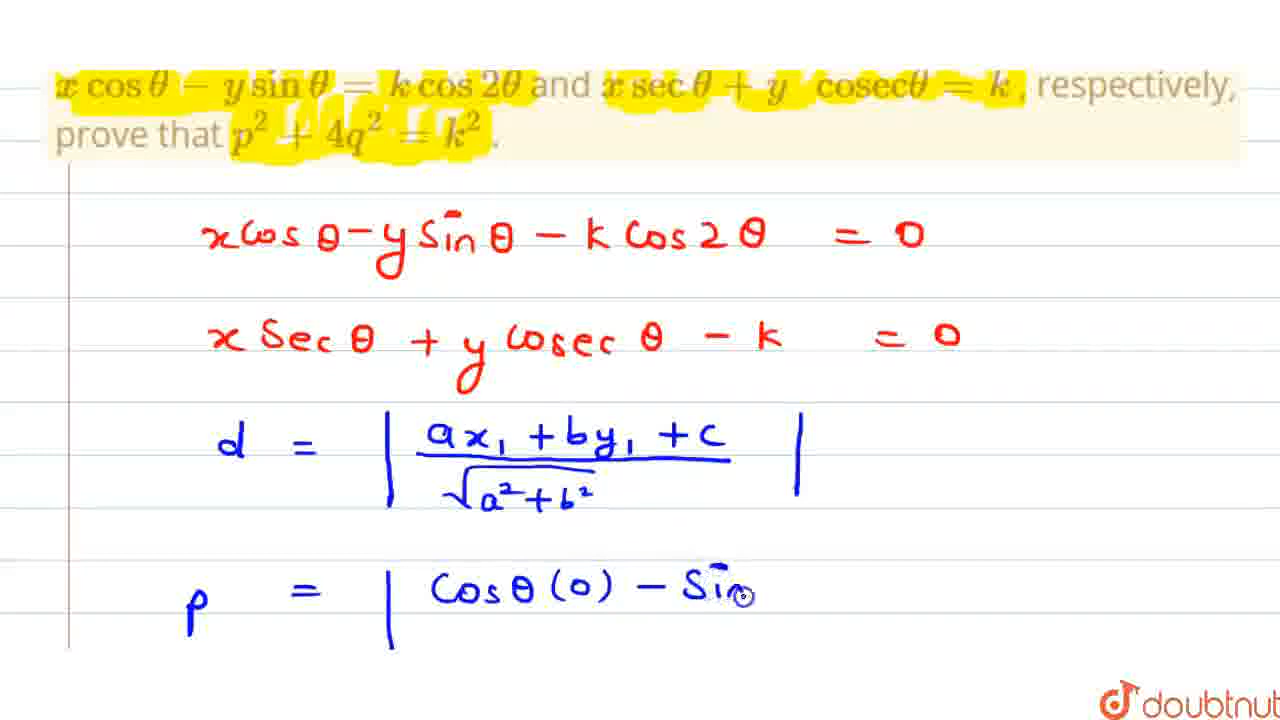 x cos θ − y sin θ = k cos 2θ and x sec θ + y cosecθ = k, respectively,
prove that p² + 4q² = k².
x cos θ − y sin θ − k cos 2 θ = 0
x sec θ + y cosec θ − k = 0
d = | ax₁ + by₁ + c / √a² + b² |
p = | cos θ (0) − Sin
doubtnut